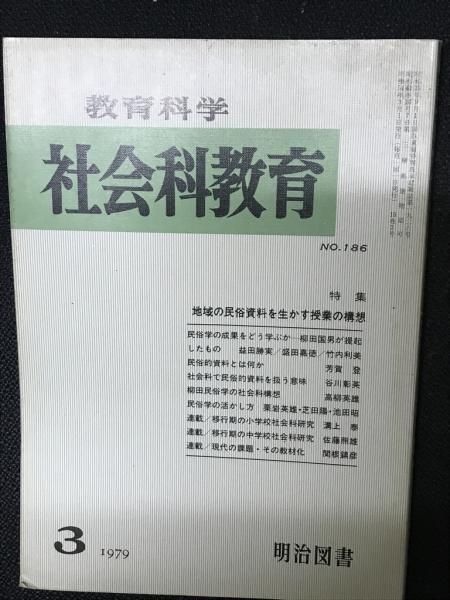 教育科学
社会科教育
NO.186
特集
地域の民俗資料を生かす授業の構想
民俗学の成果をどう学ぶか―柳田国男が提起
したもの 益田勝実/盛田嘉徳/竹内利美
民俗的資料とは何か 芳賀登
社会科で民俗的資料を扱う意味 谷川彰英
柳田民俗学の社会科構想 高柳英雄
民俗学の活かし方 栗岩英雄・芝田陽・池田昭
連載/移行期の小学校社会科研究 溝上泰
連載/移行期の中学校社会科研究 佐藤照雄
連載/現代の課題・その教材化 関根鎮彦
3 1979
明治図書